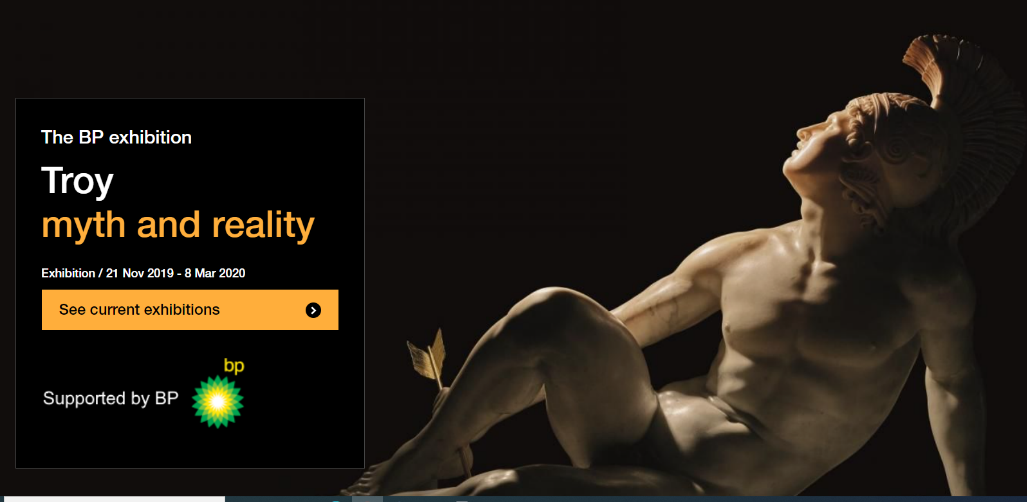 The BP exhibition
Troy
myth and reality
Exhibition / 21 Nov 2019 - 8 Mar 2020
See current exhibitions
bp
Supported by BP